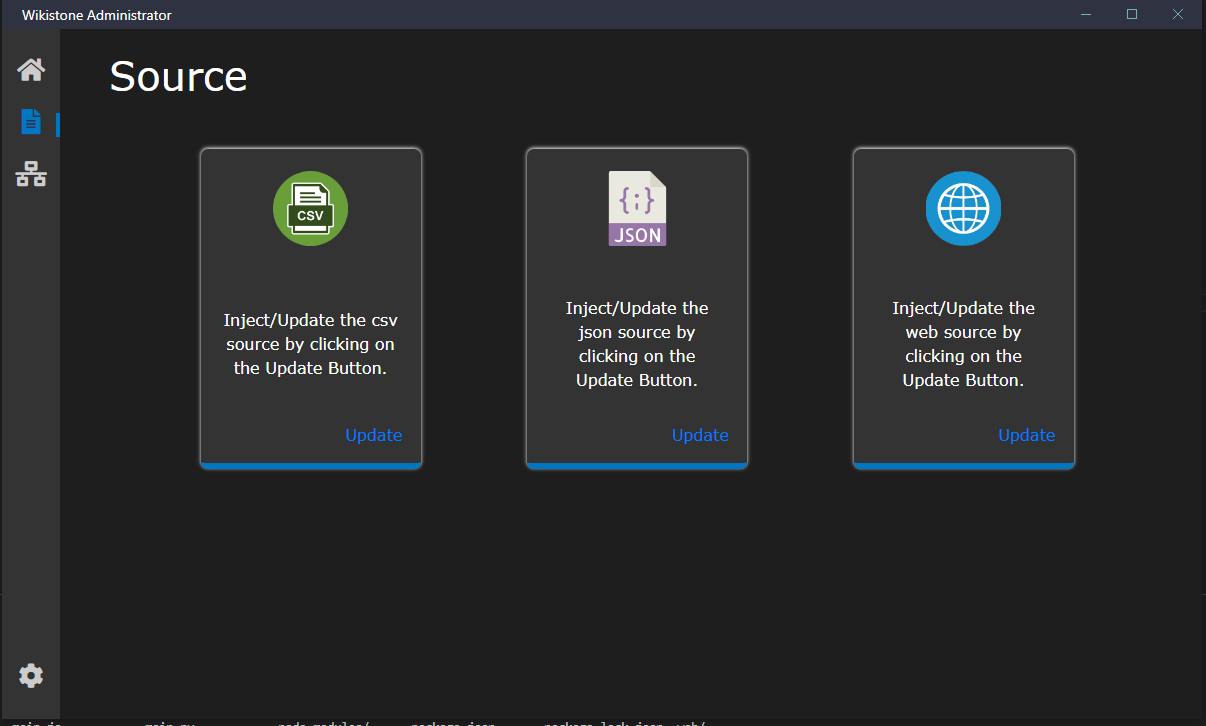 Wikistone Administrator
Source
CSV
Inject/Update the csv
source by clicking on
the Update Button.
Update
{;}
JSON
Inject/Update the
json source by
clicking on the
Update Button.
Update
Inject/Update the
web source by
clicking on the
Update Button.
Update